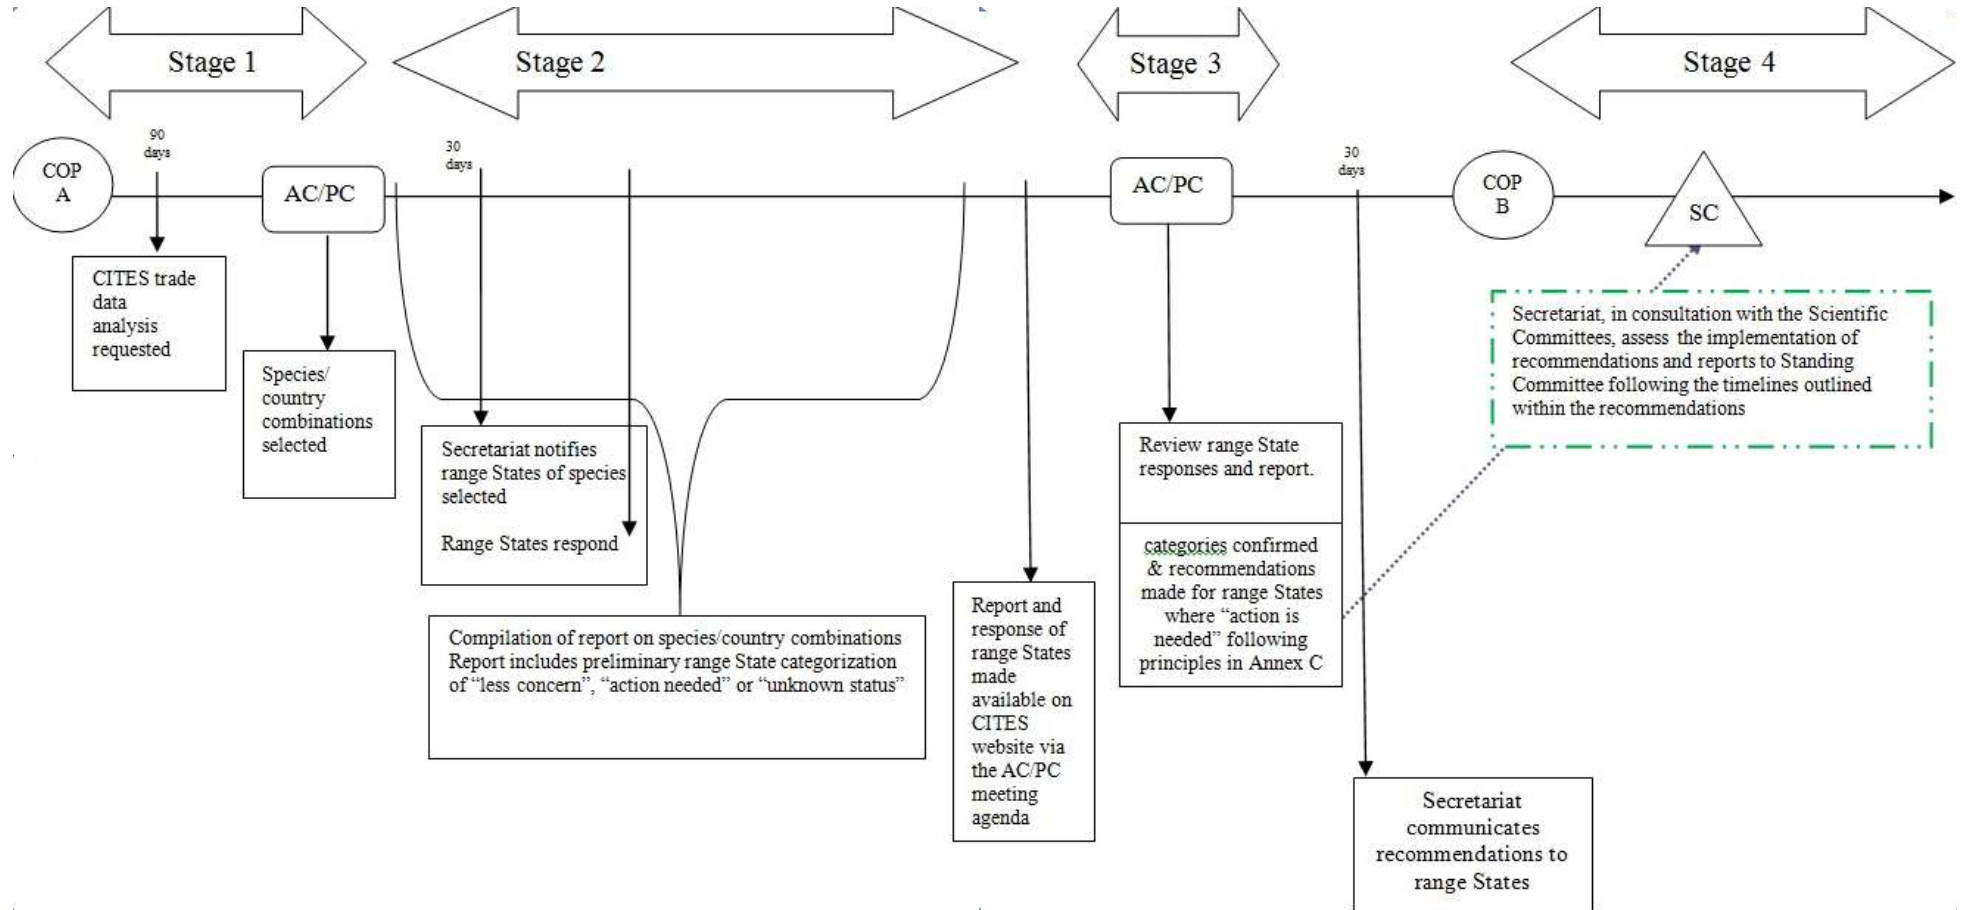 Stage 1
Stage 2
Stage 3
Stage 4
COP
A
90
days
AC/PC
30
days
AC/PC
30
days
COP
B
SC
CITES trade
data
analysis
requested
Species/
country
combinations
selected
Secretariat notifies
range States of species
selected
Range States respond
Compilation of report on species/country combinations
Report includes preliminary range State categorization
of “less concern”, “action needed” or “unknown status”
Report and
response of
range States
made
available on
CITES
website via
the AC/PC
meeting
agenda
Review range State
responses and report.
categories confirmed
& recommendations
made for range States
where “action is
needed” following
principles in Annex C
Secretariat
communicates
recommendations to
range States
Secretariat, in consultation with the Scientific
Committees, assess the implementation of
recommendations and reports to Standing
Committee following the timelines outlined
within the recommendations